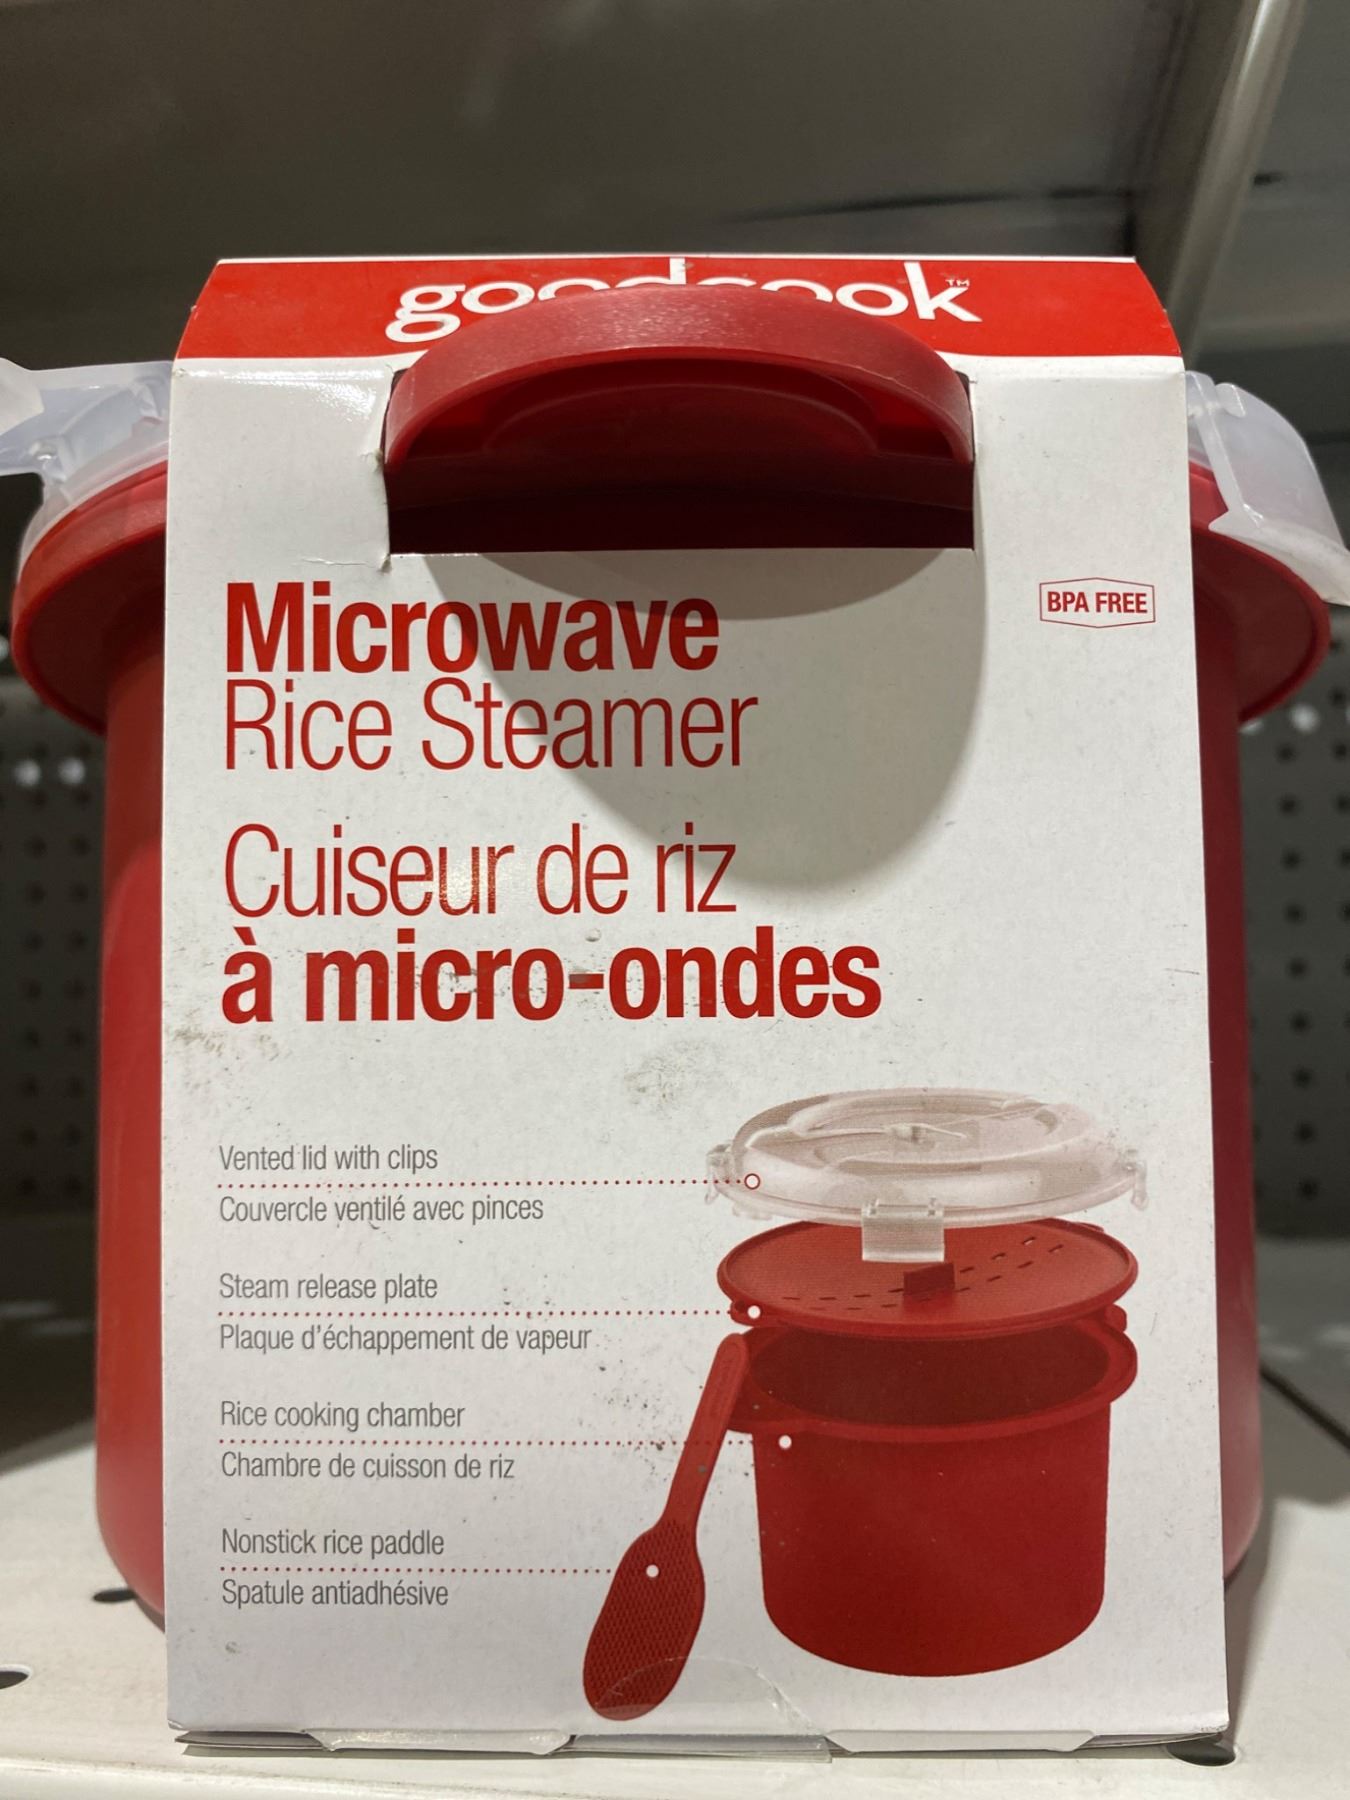 goodcook™
BPA FREE
Microwave
Rice Steamer
Cuiseur de riz
à micro-ondes
Vented lid with clips
Couvercle ventilé avec pinces
Steam release plate
Plaque d'échappement de vapeur
Rice cooking chamber
Chambre de cuisson de riz
Nonstick rice paddle
Spatule antiadhésive